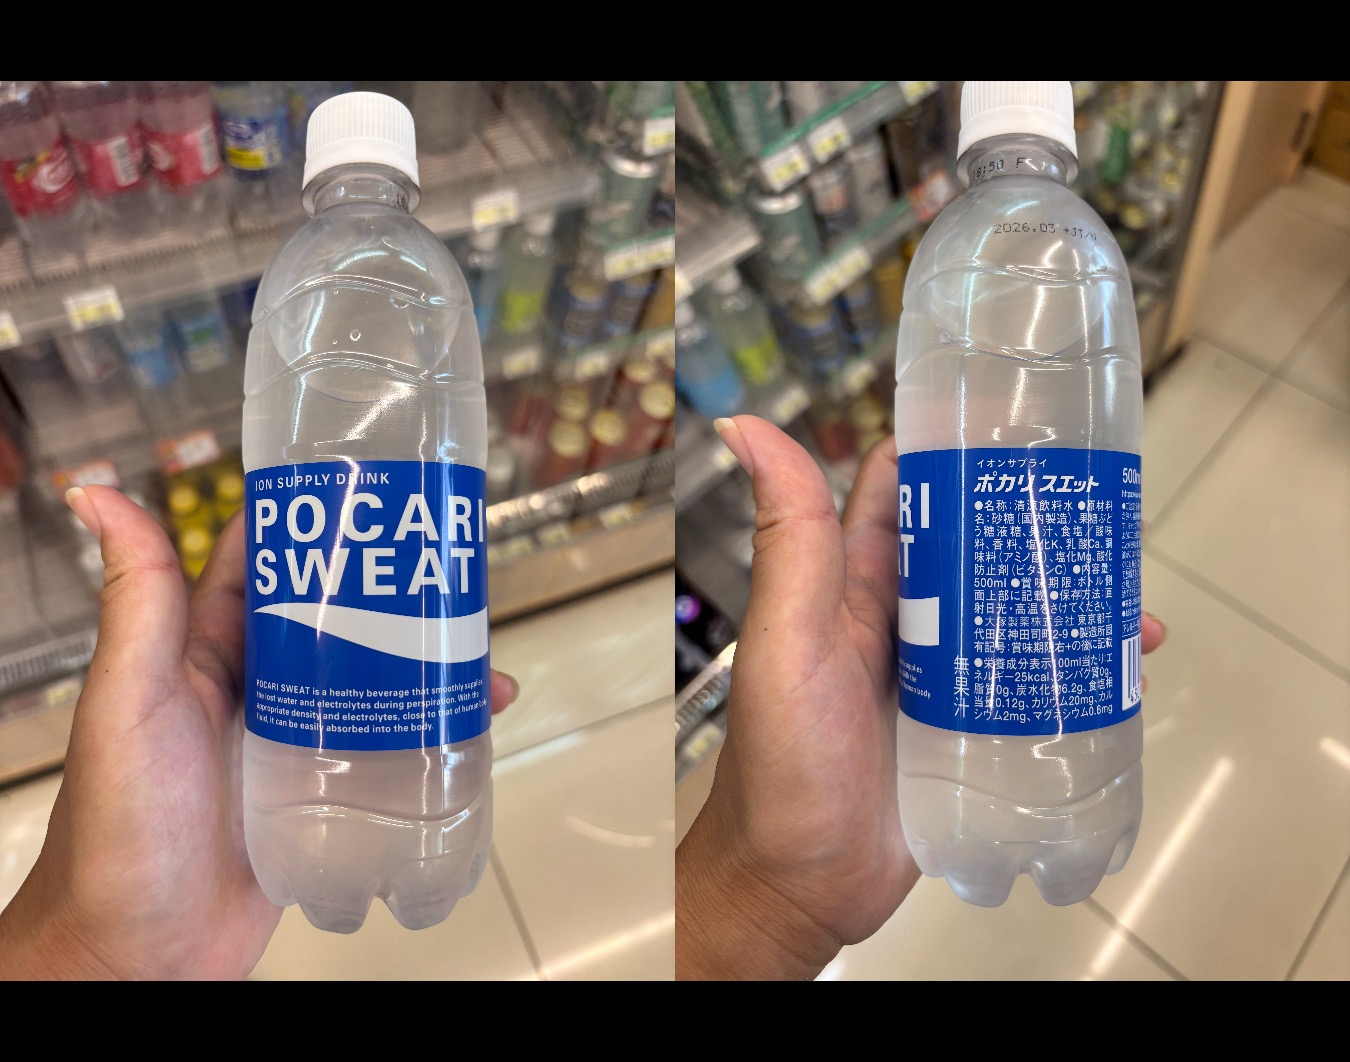 ION SUPPLY DRINK
POCARI
SWEAT
POCARI SWEAT is a healthy beverage that smoothly supplies
the lost water and electrolytes during perspiration. With the
appropriate density and electrolytes, close to that of human body
fluid, it can be easily absorbed into the body.
18:50 F
2026.03
イオンサプライ
ポカリスエット
●名称:清涼飲料水 ●原材料
名:砂糖(国内製造)、果糖ぶど
う糖液糖、果汁、食塩/酸味
料、香料、塩化K、乳酸Ca、調
味料(アミノ酸)、塩化Mg、酸化
防止剤(ビタミンC) ●内容量:
500ml ●賞味期限:ボトル側
面上部に記載 ●保存方法:直
射日光・高温をさけてください。
●大塚製薬株式会社 東京都千
代田区神田司町2-9 ●製造所固
有記号:賞味期限右+の後に記載
無果汁
●栄養成分表示100ml当たり:エ
ネルギー25kcal、タンパク質0g、
脂質0g、炭水化物6.2g、食塩相
当量0.12g、カリウム20mg、カル
シウム2mg、マグネシウム0.6mg
ARI
AT
500m